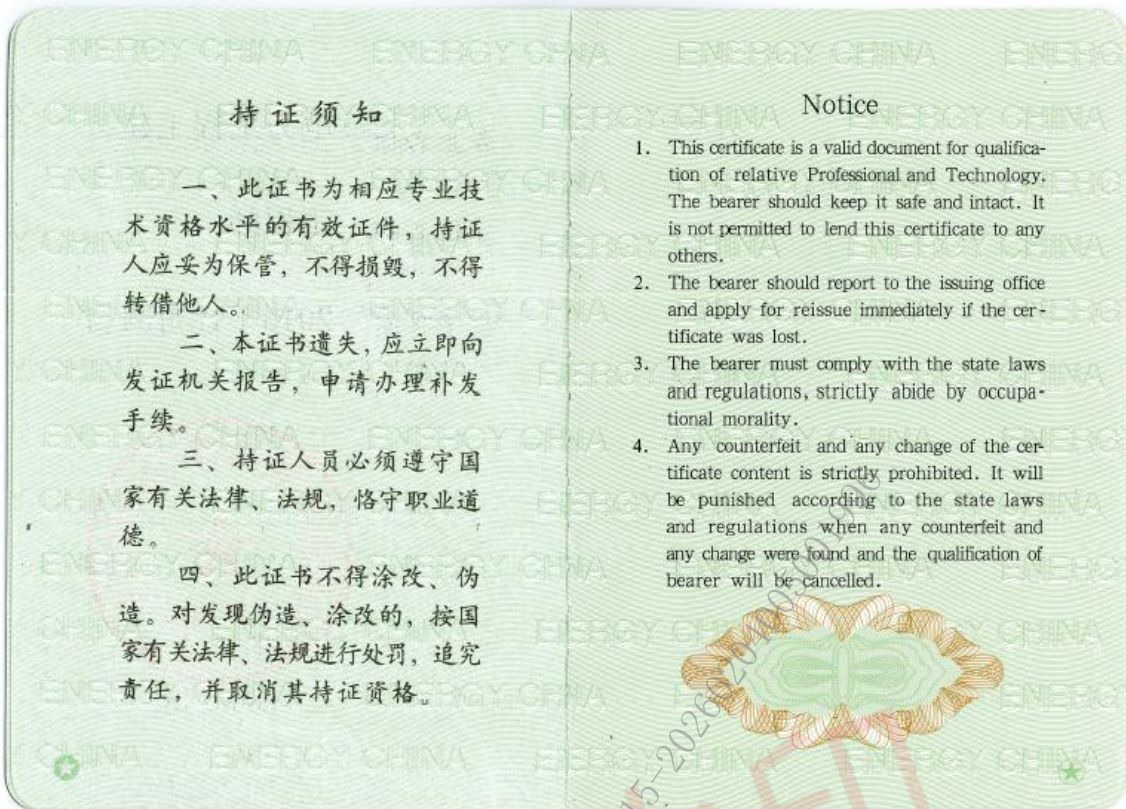 持证须知
一、此证书为相应专业技
术资格水平的有效证件，持证
人应妥为保管，不得损毁，不得
转借他人。
二、本证书遗失，应立即向
发证机关报告，申请办理补发
手续。
三、持证人员必须遵守国
家有关法律、法规，恪守职业道
德。
四、此证书不得涂改、伪
造。对发现伪造、涂改的，按国
家有关法律、法规进行处罚，追究
责任，并取消其持证资格。
Notice
1. This certificate is a valid document for qualifica-
tion of relative Professional and Technology.
The bearer should keep it safe and intact. It
is not permitted to lend this certificate to any
others.
2. The bearer should report to the issuing office
and apply for reissue immediately if the cer-
tificate was lost.
3. The bearer must comply with the state laws
and regulations, strictly abide by occupa-
tional morality.
4. Any counterfeit and any change of the cer-
tificate content is strictly prohibited. It will
be punished according to the state laws
and regulations when any counterfeit and
any change were found and the qualification of
bearer will be cancelled.
ENERGY CHINA